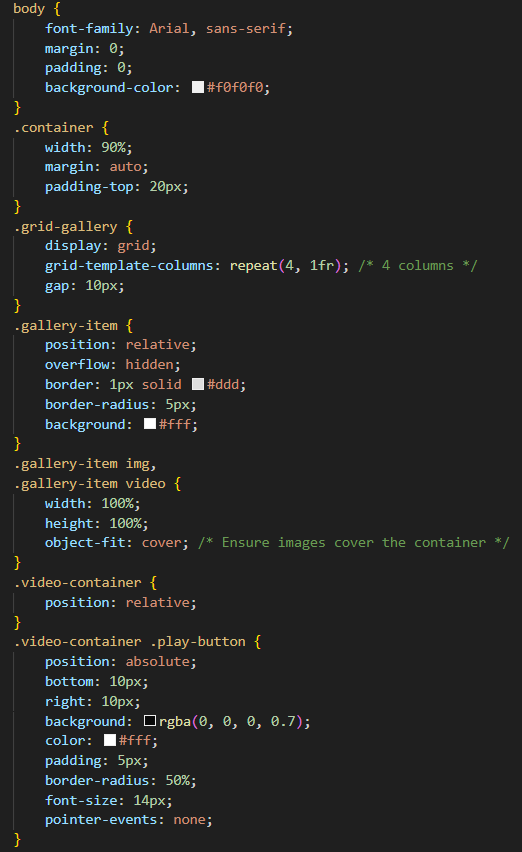 body {
    font-family: Arial, sans-serif;
    margin: 0;
    padding: 0;
    background-color: #f0f0f0;
}
.container {
    width: 90%;
    margin: auto;
    padding-top: 20px;
}
.grid-gallery {
    display: grid;
    grid-template-columns: repeat(4, 1fr); /* 4 columns */
    gap: 10px;
}
.gallery-item {
    position: relative;
    overflow: hidden;
    border: 1px solid #ddd;
    border-radius: 5px;
    background: #fff;
}
.gallery-item img,
.gallery-item video {
    width: 100%;
    height: 100%;
    object-fit: cover; /* Ensure images cover the container */
}
.video-container {
    position: relative;
}
.video-container .play-button {
    position: absolute;
    bottom: 10px;
    right: 10px;
    background: rgba(0, 0, 0, 0.7);
    color: #fff;
    padding: 5px;
    border-radius: 50%;
    font-size: 14px;
    pointer-events: none;
}